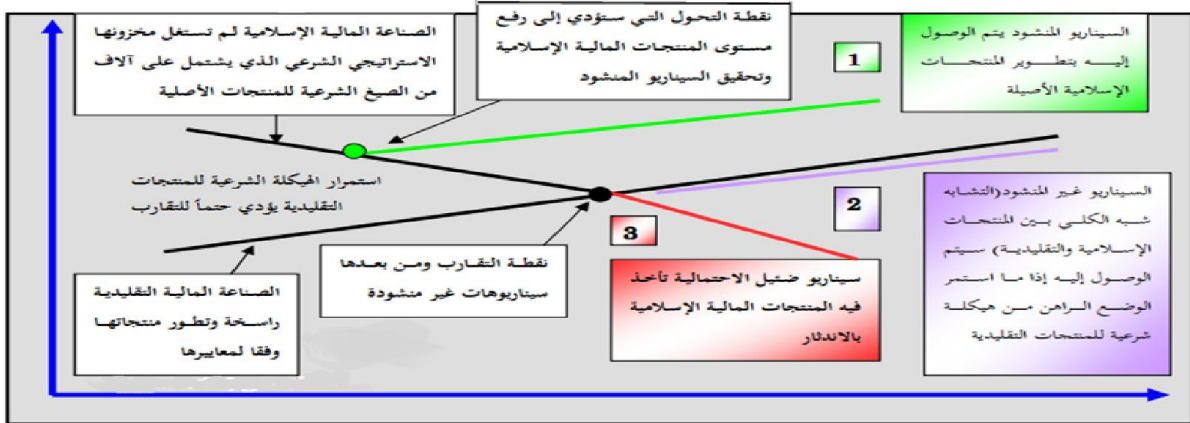 الصناعة المالية الإسلامية لم تستغل مخزونها
الاستراتيجي الشرعي الذي يشتمل على آلاف
من الصيغ الشرعية للمنتجات الأصلية
نقطة التحول التي ستؤدي إلى رفع
مستوى المنتجات المالية الإسلامية
وتحقيق السيناريو المنشود
1
السيناريو المنشود يتم الوصول
إليه بتطوير المنتجات
الإسلامية الأصيلة
استمرار الهيكلة الشرعية للمنتجات
التقليدية يؤدي حتماً للتقارب
2
السيناريو غير المنشود(التشابه
شبه الكلي بين المنتجات
الإسلامية والتقليدية) سيتم
الوصول إليه إذا ما استمر
الوضع الراهن من هيكلة
شرعية للمنتجات التقليدية
3
سيناريو ضئيل الاحتمالية تأخذ
فيه المنتجات المالية الإسلامية
بالاندثار
نقطة التقارب ومن بعدها
سيناريوهات غير منشودة
الصناعة المالية التقليدية
راسخة وتطور منتجاتها
وفقا لمعاييرها